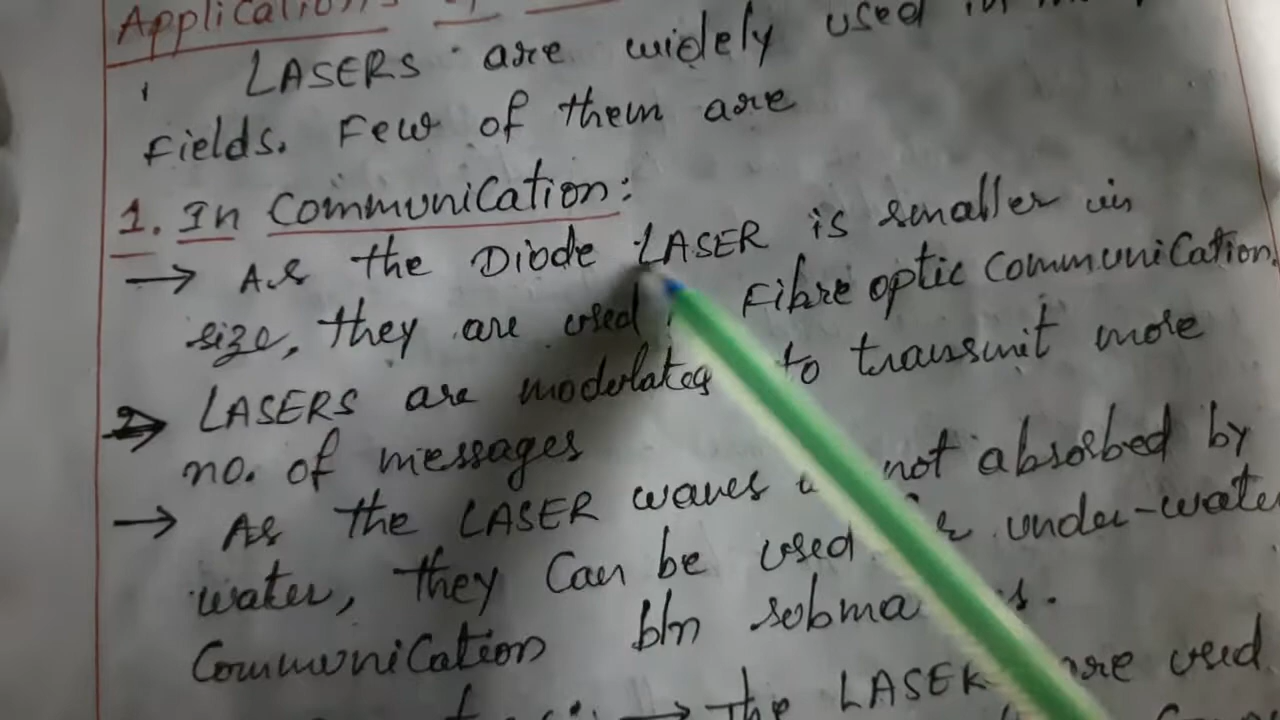 Applications
LASERS are widely used in
Fields. Few of them are
1. In Communication:
→ As the Diode LASER is smaller in
size, they are used Fibre optic Communication.
LASERS are modulated to transmit more
no. of messages
→ As the LASER waves not absorbed by
water, they Can be used under-water
Communication b/n
→ the LASER are used